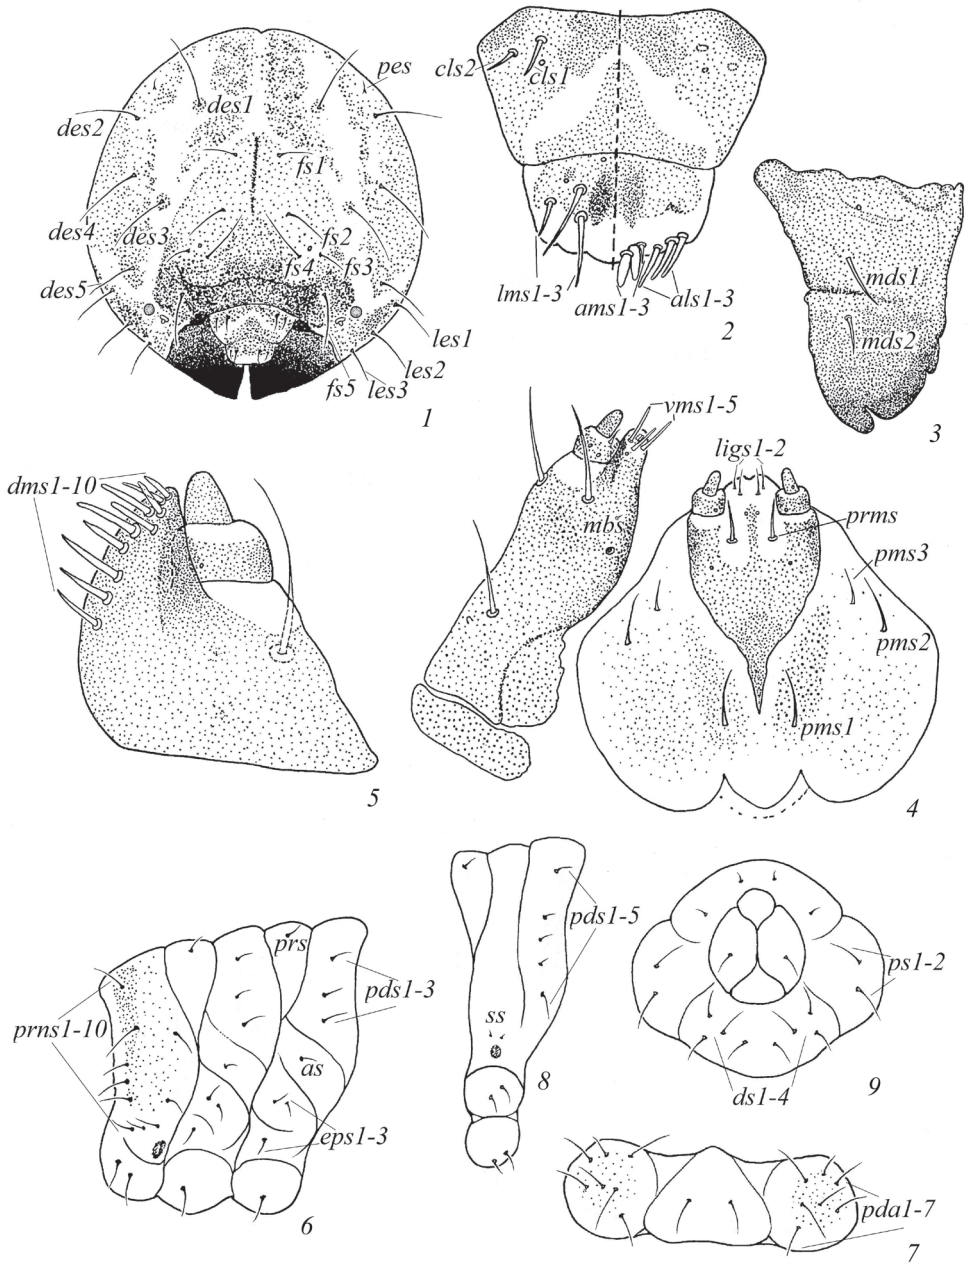 pes
des1
des2
fs1
des4
des3
fs2
fs4
fs3
des5
les1
les2
les3
fs5
1
cls2
cls1
lms1-3
ams1-3
als1-3
2
mds1
mds2
3
vms1-5
mbs
ligs1-2
prms
pms3
pms2
pms1
4
dms1-10
5
prs
pds1-3
prns1-10
as
eps1-3
6
pds1-5
ss
8
ps1-2
ds1-4
9
pda1-7
7